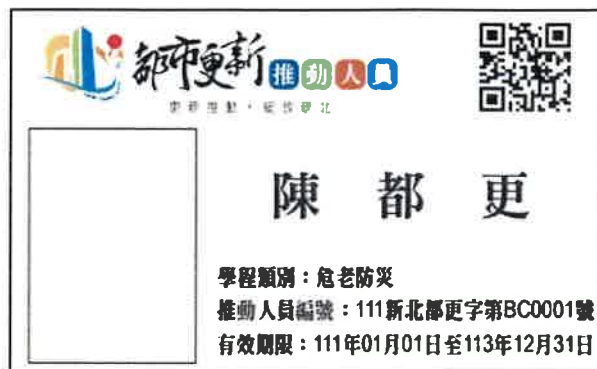 都市更新推動人員
陳都更
學程類別：危老防災
推動人員編號：111新北都更字第BC0001號
有效期限：111年01月01日至113年12月31日